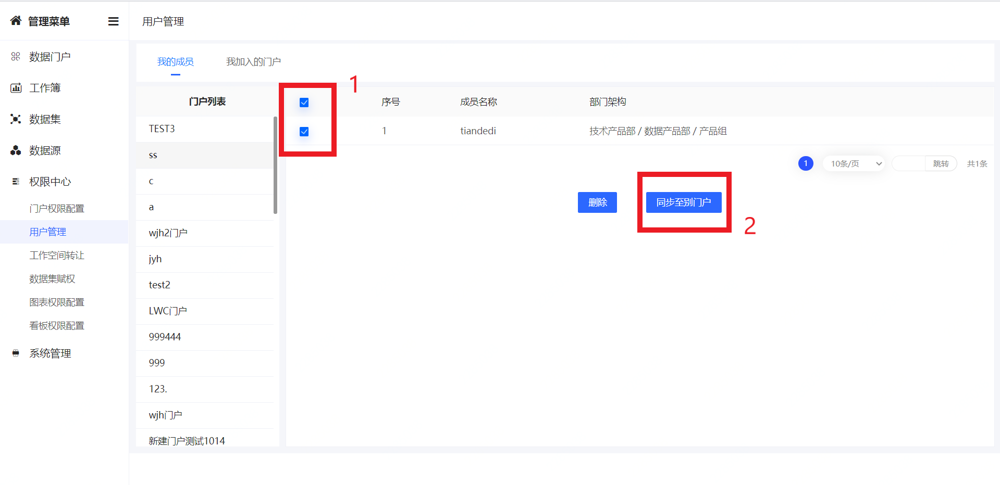 管理菜单
用户管理
数据门户
工作簿
数据集
数据源
权限中心
门户权限配置
用户管理
工作空间转让
数据集赋权
图表权限配置
看板权限配置
系统管理
我的成员 我加入的门户
1
门户列表
TEST3
ss
c
a
wjh2门户
jyh
test2
LWC门户
999444
999
123.
wjh门户
新建门户测试1014
序号 成员名称 部门架构
1 tiandedi 技术产品部 / 数据产品部 / 产品组
1 10条/页 跳转 共1条
删除 同步至别门户
2